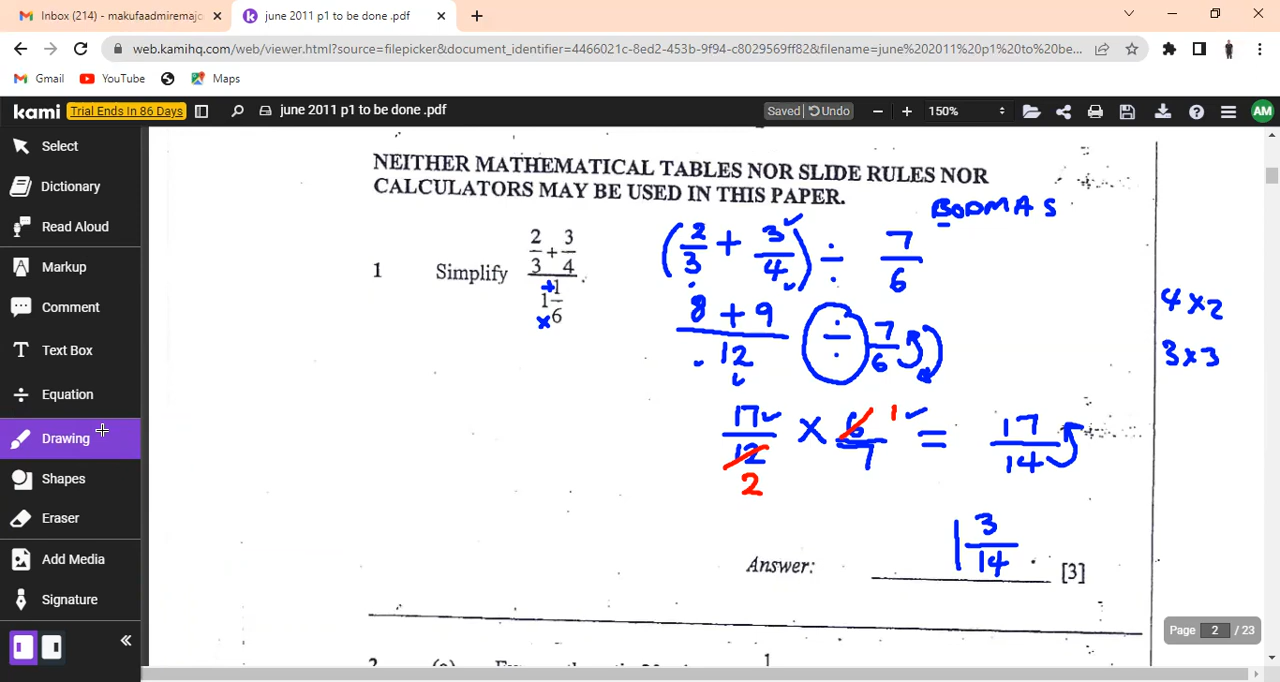 Inbox (214) - makufaadmiremajo
june 2011 p1 to be done .pdf
web.kamihq.com/web/viewer.html?source=filepicker&document_identifier=4466021c-8ed2-453b-9f94-c8029569ff82&filename=june%202011%20p1%20to%20be...
Gmail YouTube Maps
kami Trial Ends In 86 Days june 2011 p1 to be done .pdf Saved Undo 150% AM
Select
Dictionary
Read Aloud
Markup
Comment
Text Box
Equation
Drawing
Shapes
Eraser
Add Media
Signature
NEITHER MATHEMATICAL TABLES NOR SLIDE RULES NOR
CALCULATORS MAY BE USED IN THIS PAPER.
BODMAS
1 Simplify 2/3 + 3/4 / 1 1/6 .
+
x
(2/3 + 3/4) ÷ 7/6
8 + 9 / 12 ÷ 7/6
4 x 2
3 x 3
17/12 x 6/7 = 17/14
1
2
1 3/14
Answer: [3]
Page 2 / 23
2 (a)
1